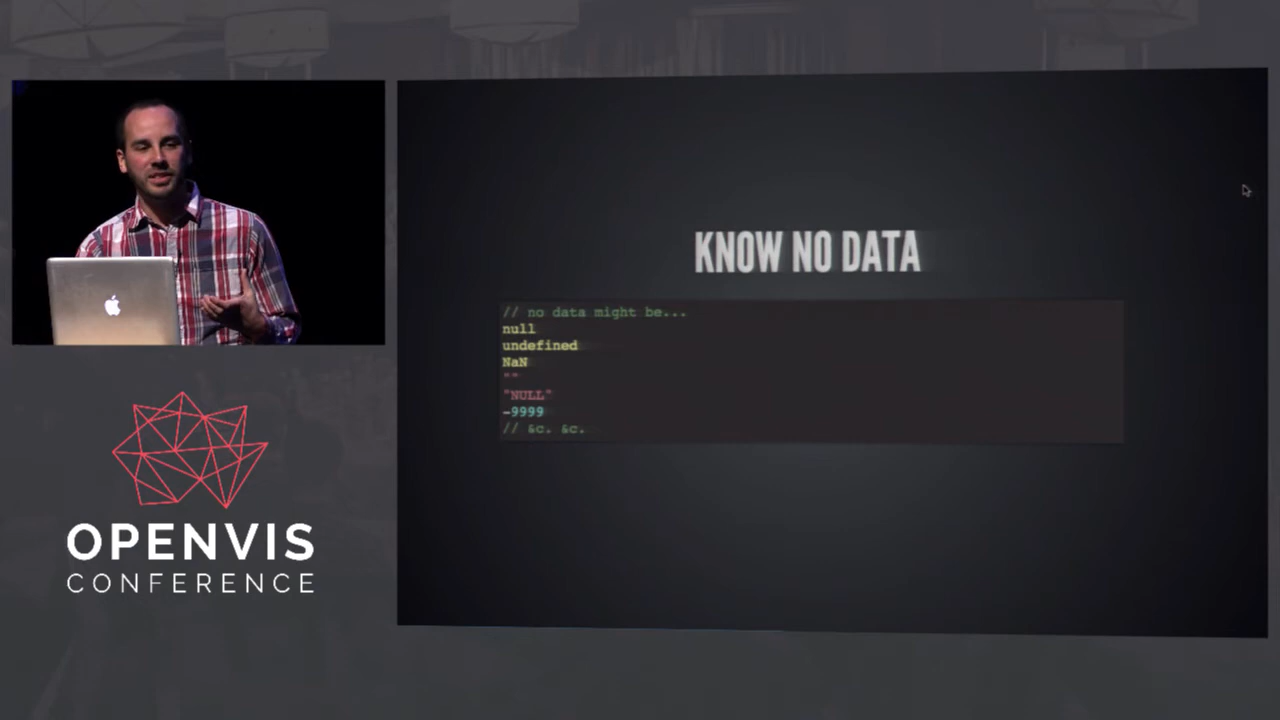 KNOW NO DATA
// no data might be...
null
undefined
NaN
""
"NULL"
-9999
// &c. &c.
OPENVIS
CONFERENCE